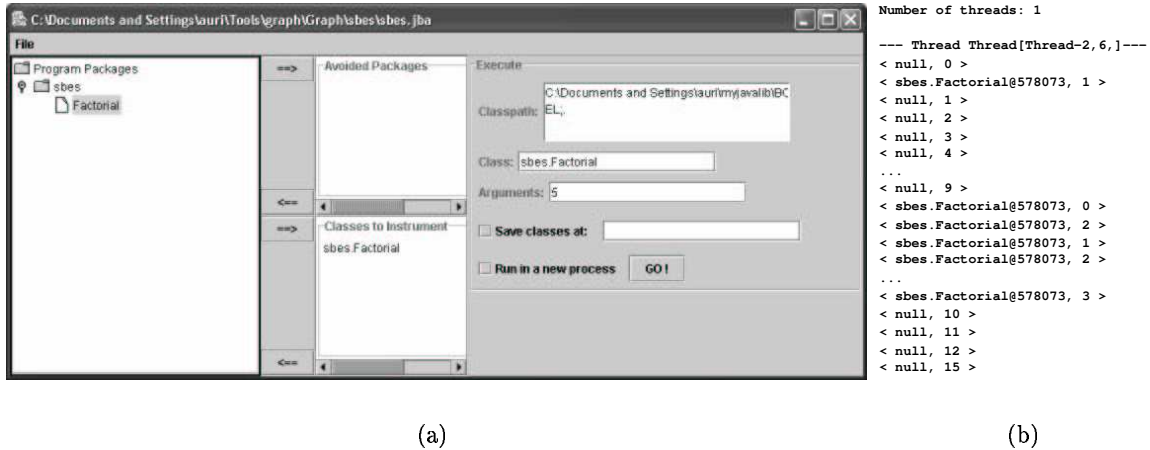 C:\Documents and Settings\auri\Tools\graph\Graph\sbes\sbes.jba
File
Program Packages
sbes
Factorial
==>
<==
==>
<==
Avoided Packages
Classes to Instrument
sbes.Factorial
Execute
Classpath:
C:\Documents and Settings\auri\myjavalib\BC
EL;.
Class: sbes.Factorial
Arguments: 5
Save classes at:
Run in a new process GO!
(a)
Number of threads: 1
--- Thread Thread[Thread-2,6,]---
< null, 0 >
< sbes.Factorial@578073, 1 >
< null, 1 >
< null, 2 >
< null, 3 >
< null, 4 >
...
< null, 9 >
< sbes.Factorial@578073, 0 >
< sbes.Factorial@578073, 2 >
< sbes.Factorial@578073, 1 >
< sbes.Factorial@578073, 2 >
...
< sbes.Factorial@578073, 3 >
< null, 10 >
< null, 11 >
< null, 12 >
< null, 15 >
(b)